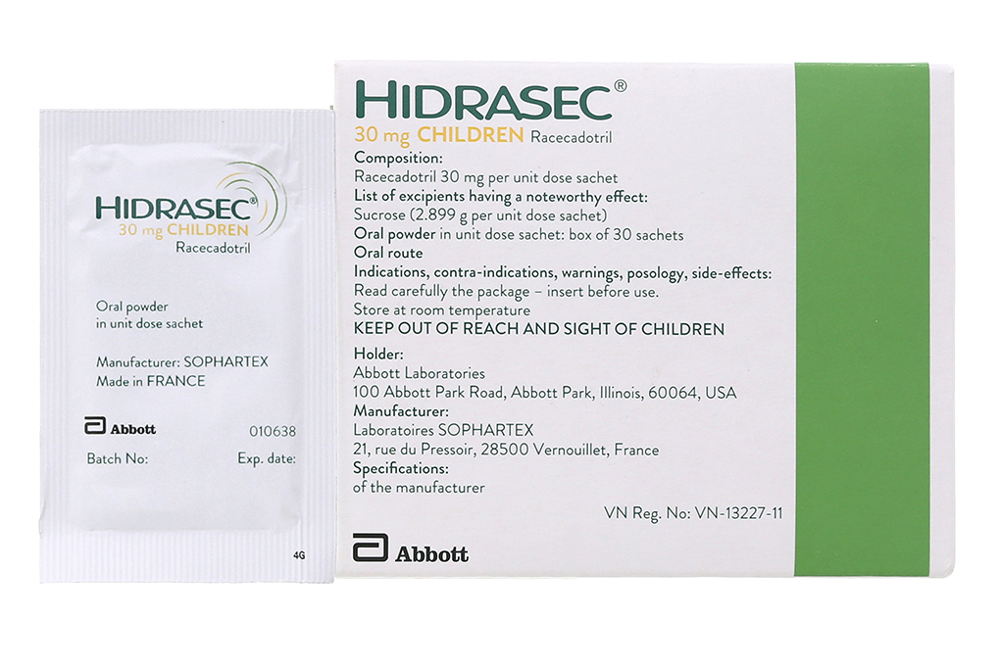 HIDRASEC®
30 mg CHILDREN
Racecadotril
Oral powder
in unit dose sachet
Manufacturer: SOPHARTEX
Made in FRANCE
Abbott 010638
Batch No: Exp. date:
4G
HIDRASEC®
30 mg CHILDREN Racecadotril
Composition:
Racecadotril 30 mg per unit dose sachet
List of excipients having a noteworthy effect:
Sucrose (2.899 g per unit dose sachet)
Oral powder in unit dose sachet: box of 30 sachets
Oral route
Indications, contra-indications, warnings, posology, side-effects:
Read carefully the package – insert before use.
Store at room temperature
KEEP OUT OF REACH AND SIGHT OF CHILDREN
Holder:
Abbott Laboratories
100 Abbott Park Road, Abbott Park, Illinois, 60064, USA
Manufacturer:
Laboratoires SOPHARTEX
21, rue du Pressoir, 28500 Vernouillet, France
Specifications:
of the manufacturer
VN Reg. No: VN-13227-11
Abbott